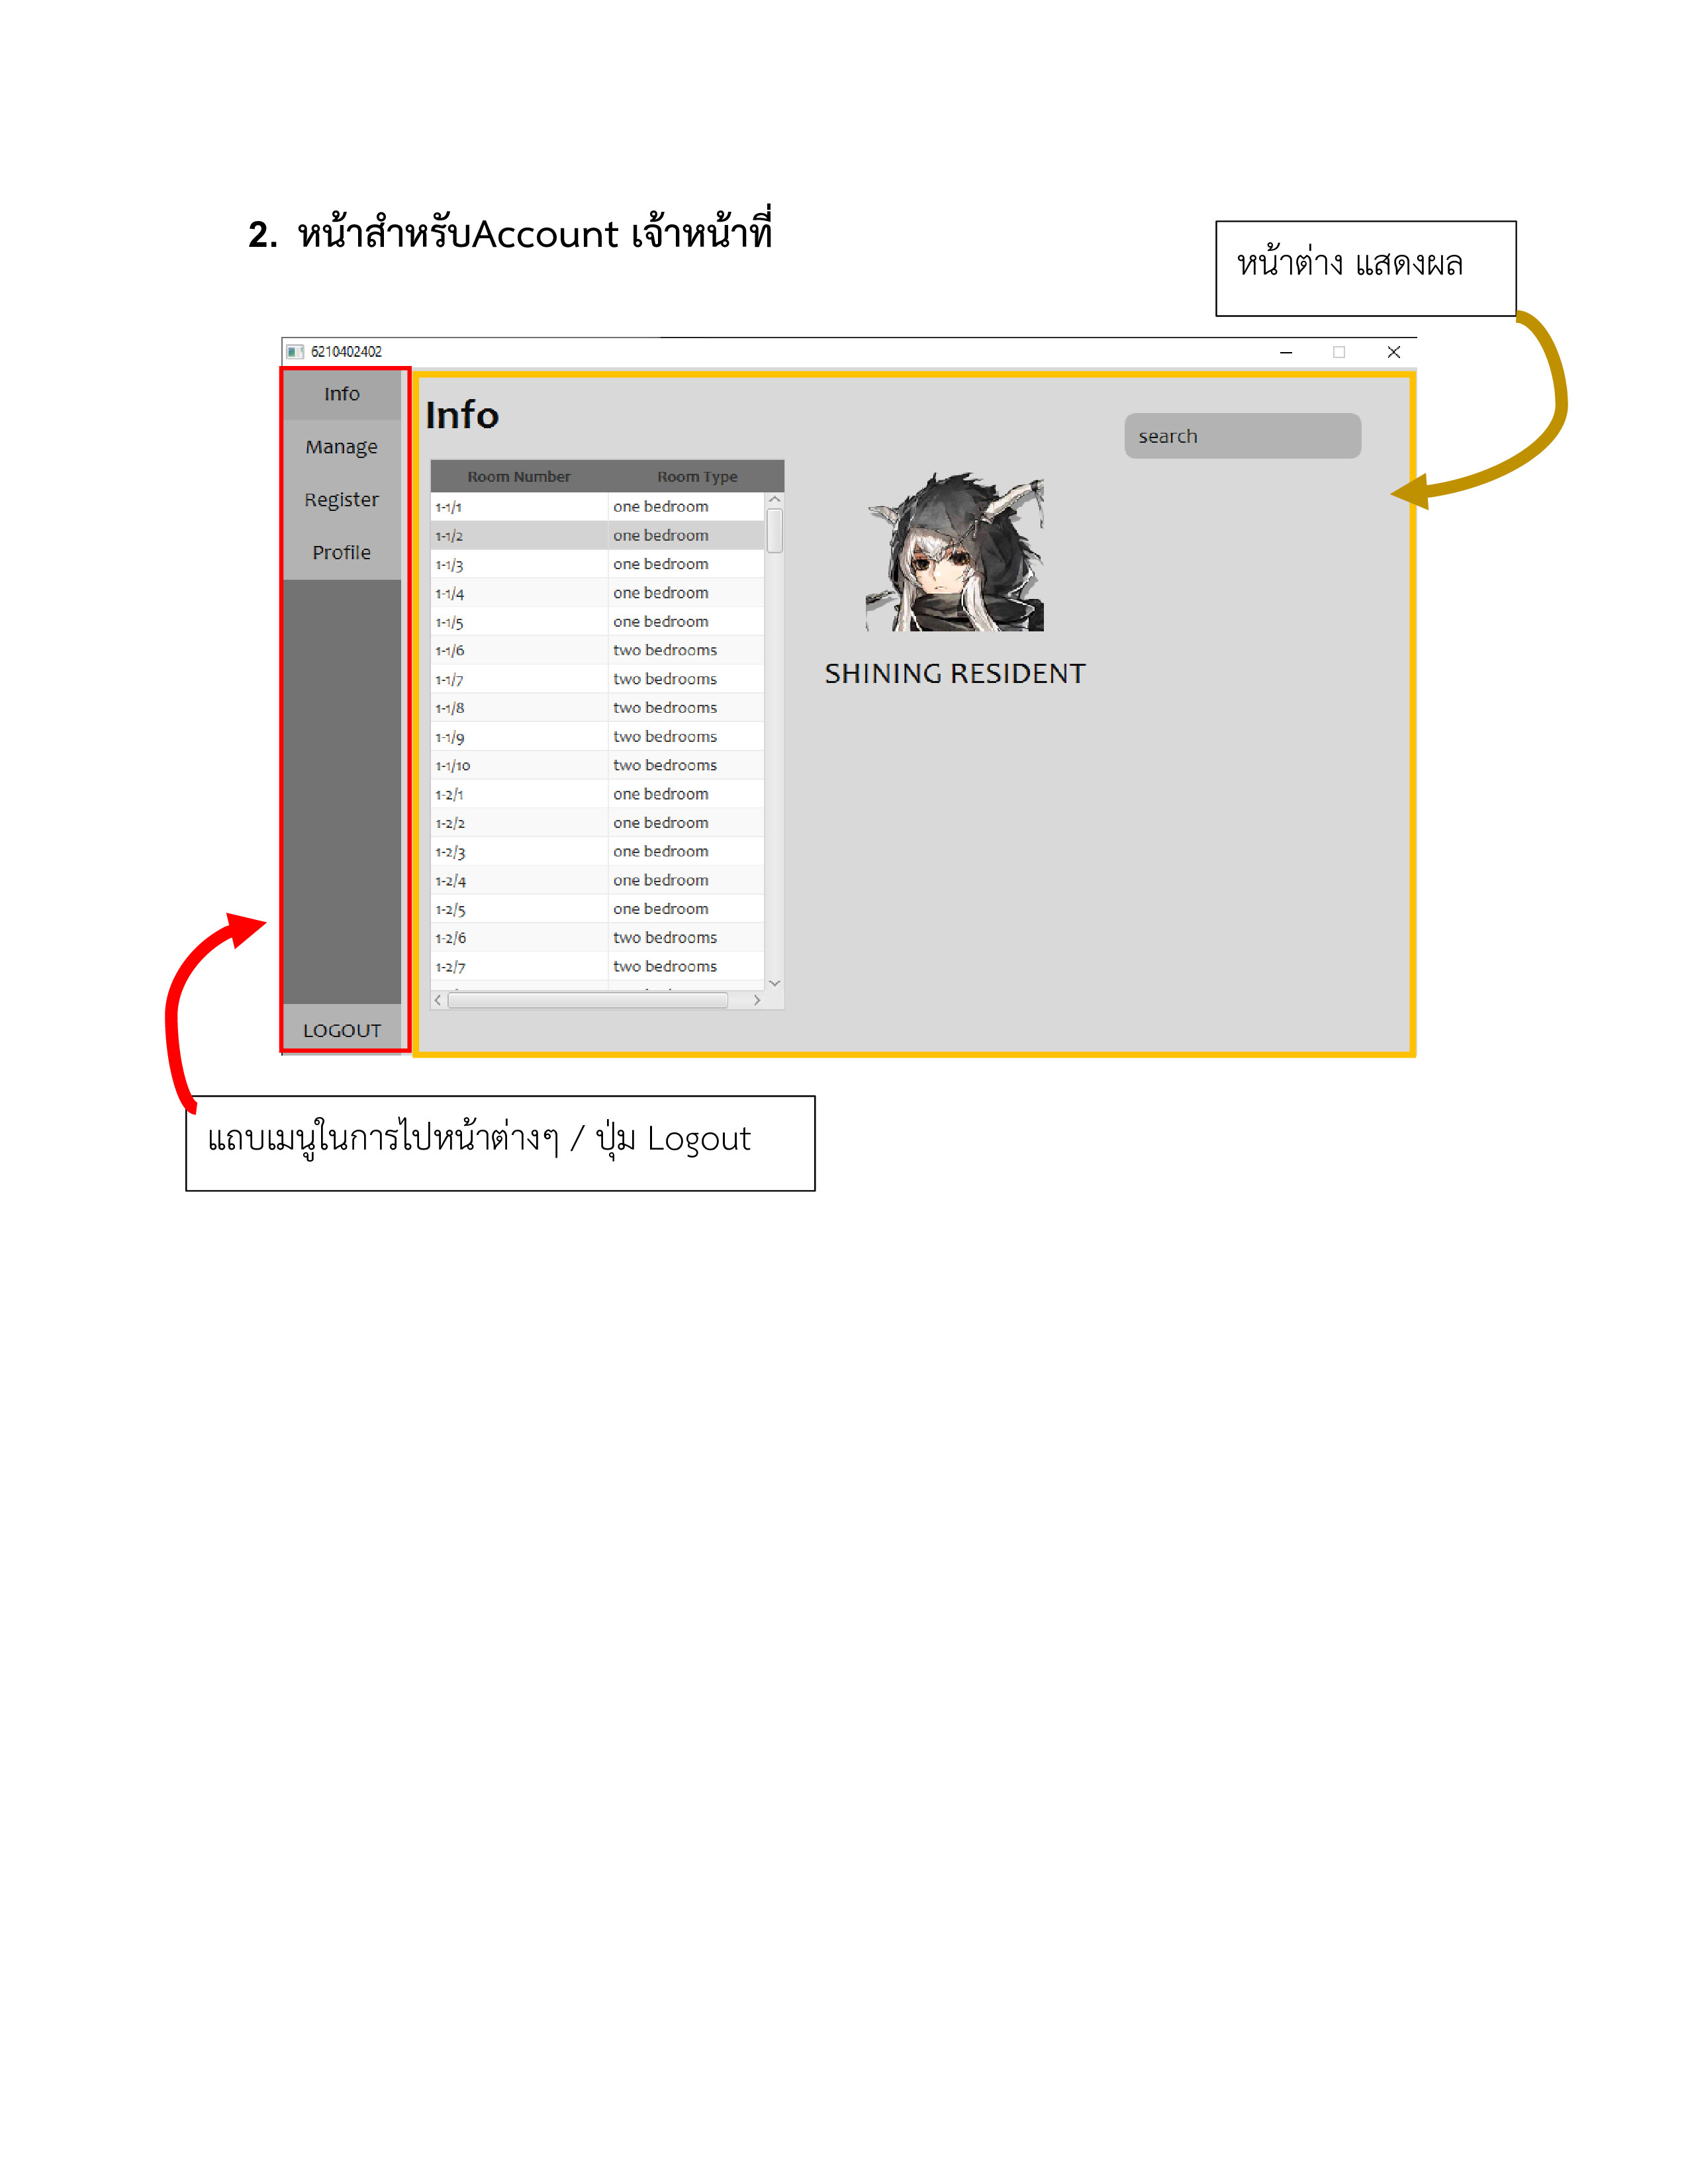 2. หน้าสำหรับAccount เจ้าหน้าที่
หน้าต่าง แสดงผล
6210402402
Info
Manage
Register
Profile
LOGOUT
Info
search
Room Number Room Type
1-1/1 one bedroom
1-1/2 one bedroom
1-1/3 one bedroom
1-1/4 one bedroom
1-1/5 one bedroom
1-1/6 two bedrooms
1-1/7 two bedrooms
1-1/8 two bedrooms
1-1/9 two bedrooms
1-1/10 two bedrooms
1-2/1 one bedroom
1-2/2 one bedroom
1-2/3 one bedroom
1-2/4 one bedroom
1-2/5 one bedroom
1-2/6 two bedrooms
1-2/7 two bedrooms
SHINING RESIDENT
แถบเมนูในการไปหน้าต่างๆ / ปุ่ม Logout